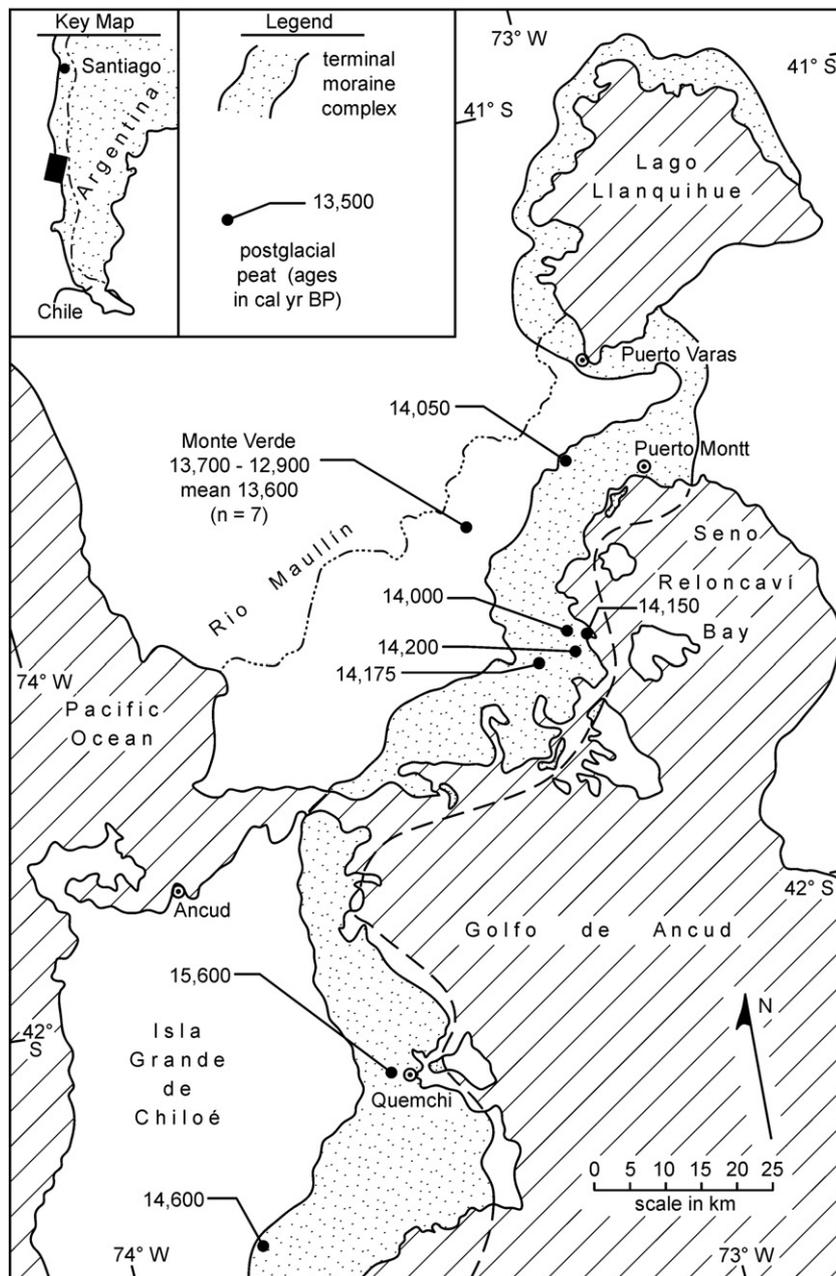 Key Map
Santiago
Argentina
Chile
Legend
terminal
moraine
complex
13,500
postglacial
peat (ages
in cal yr BP)
73° W
41° S
41° S
Lago
Llanquihue
Puerto Varas
14,050
Puerto Montt
Monte Verde
13,700 - 12,900
mean 13,600
(n = 7)
Rio Maullín
Seno
Reloncaví
Bay
14,000
14,150
14,200
14,175
74° W
Pacific
Ocean
42° S
Ancud
Golfo de Ancud
15,600
42°
S
Isla
Grande
de
Chiloé
Quemchi
N
0 5 10 15 20 25
scale in km
14,600
74° W
73° W